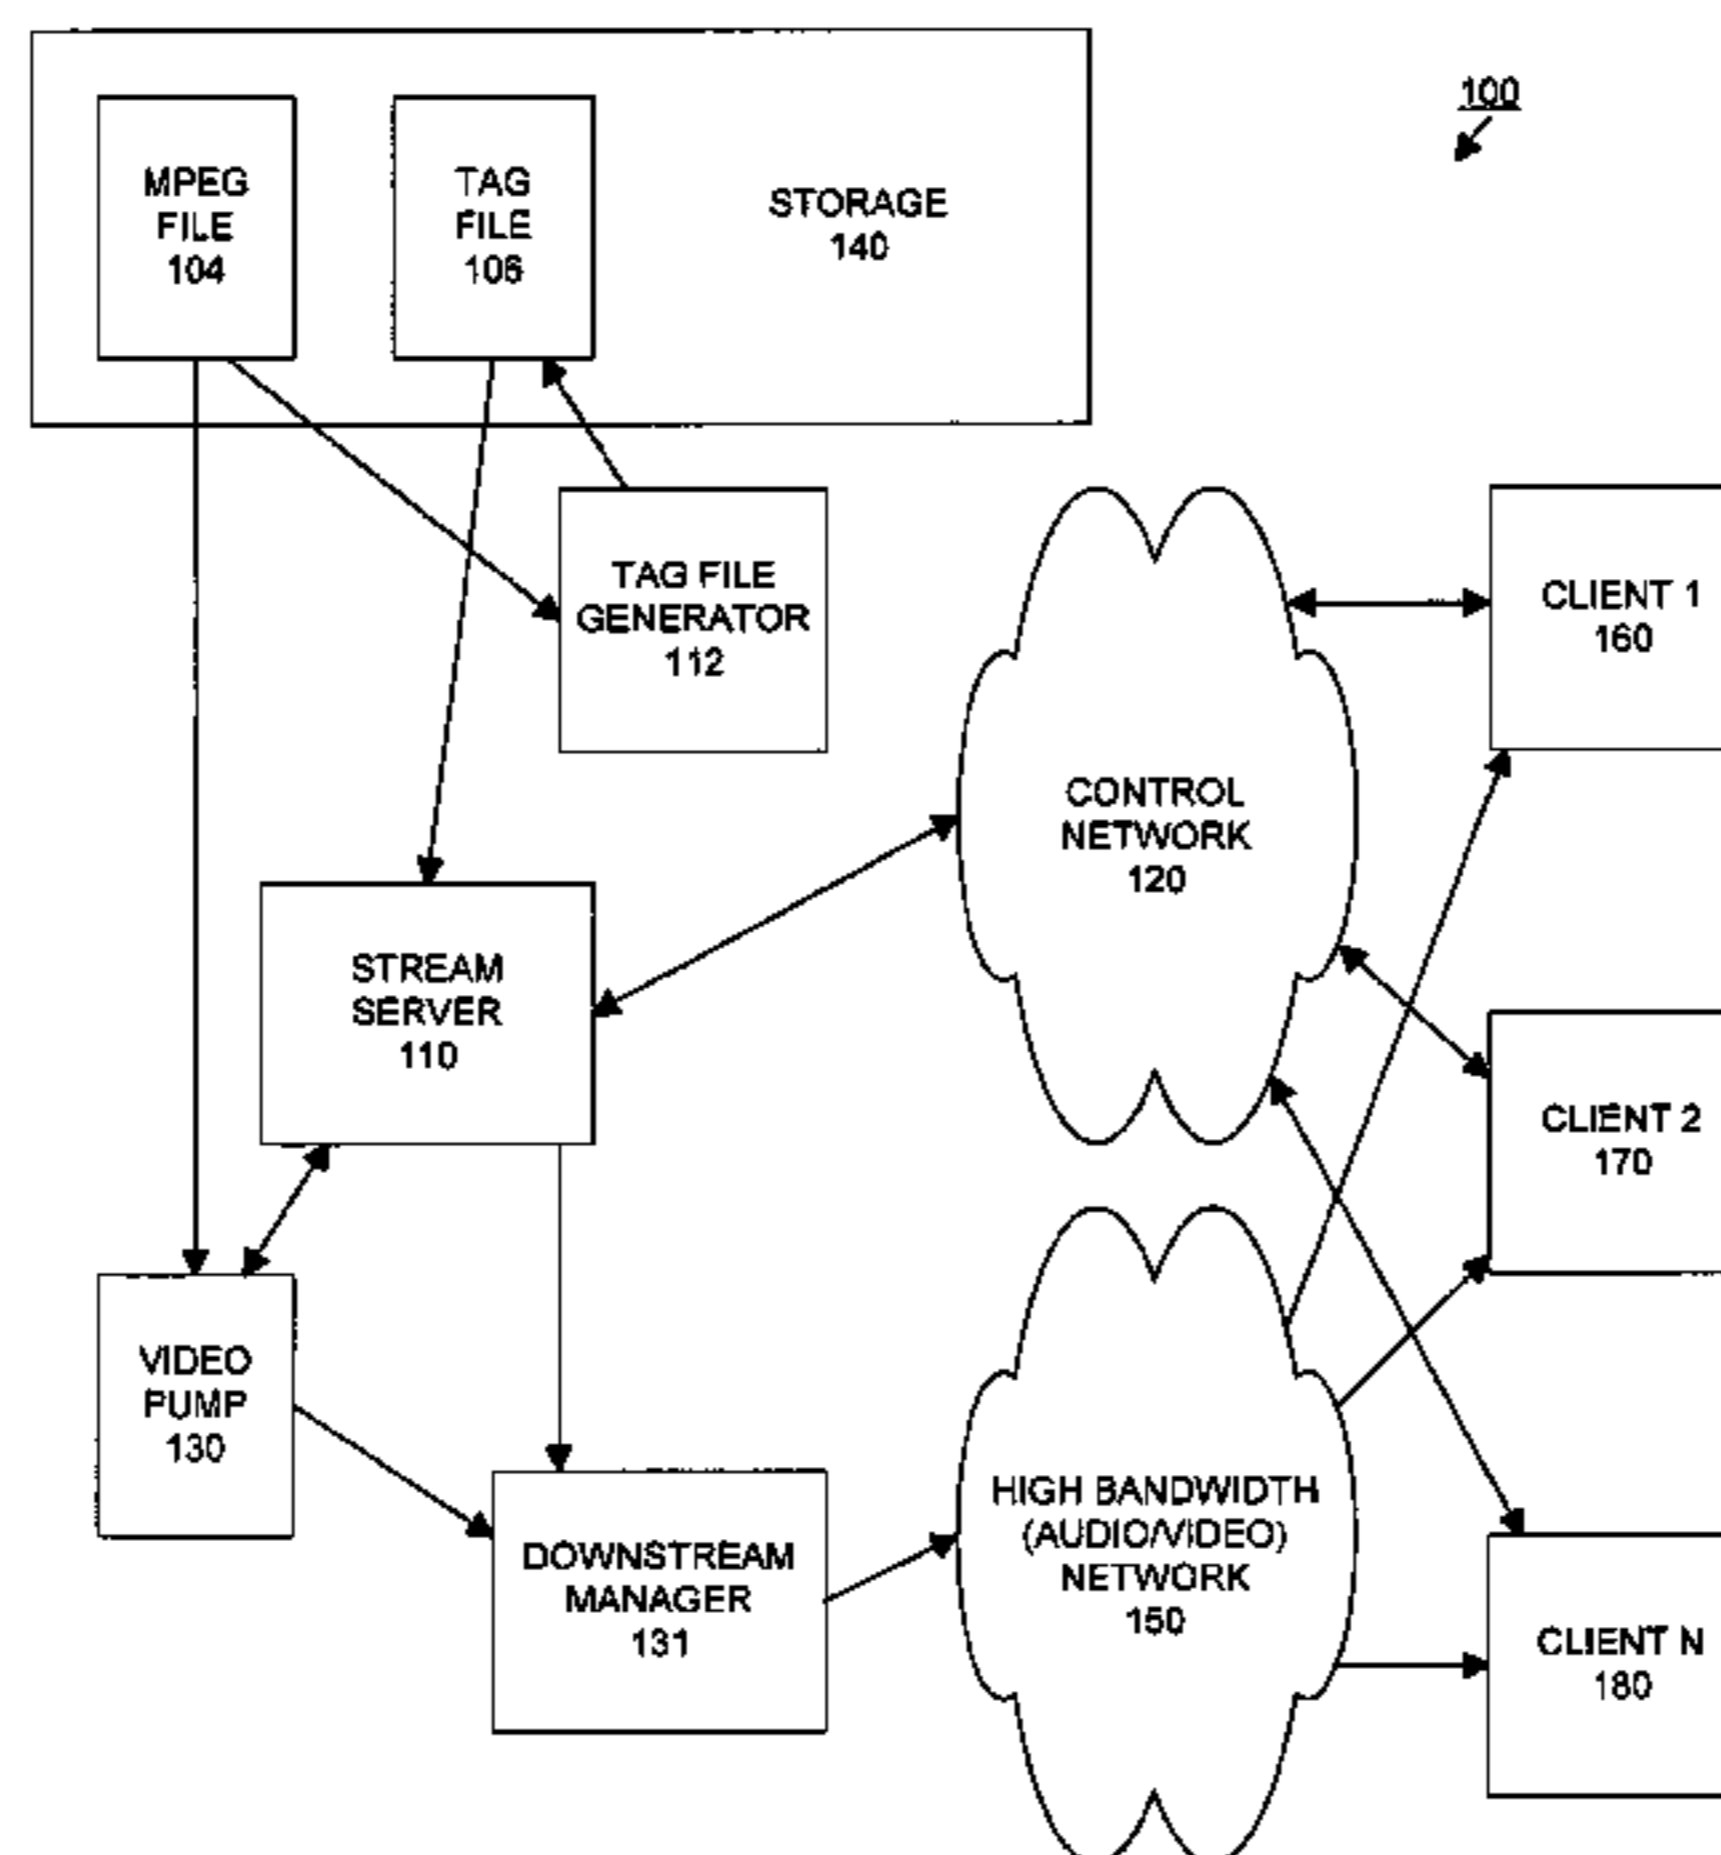 100
MPEG
FILE
104
TAG
FILE
106
STORAGE
140
TAG FILE
GENERATOR
112
CONTROL
NETWORK
120
CLIENT 1
160
STREAM
SERVER
110
CLIENT 2
170
VIDEO
PUMP
130
DOWNSTREAM
MANAGER
131
HIGH BANDWIDTH
(AUDIO/VIDEO)
NETWORK
150
CLIENT N
180